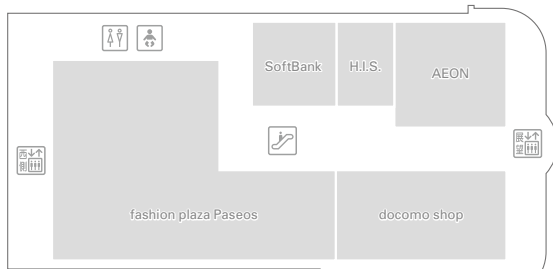 SoftBank
H.I.S.
AEON
西
側
展
望
fashion plaza Paseos
docomo shop